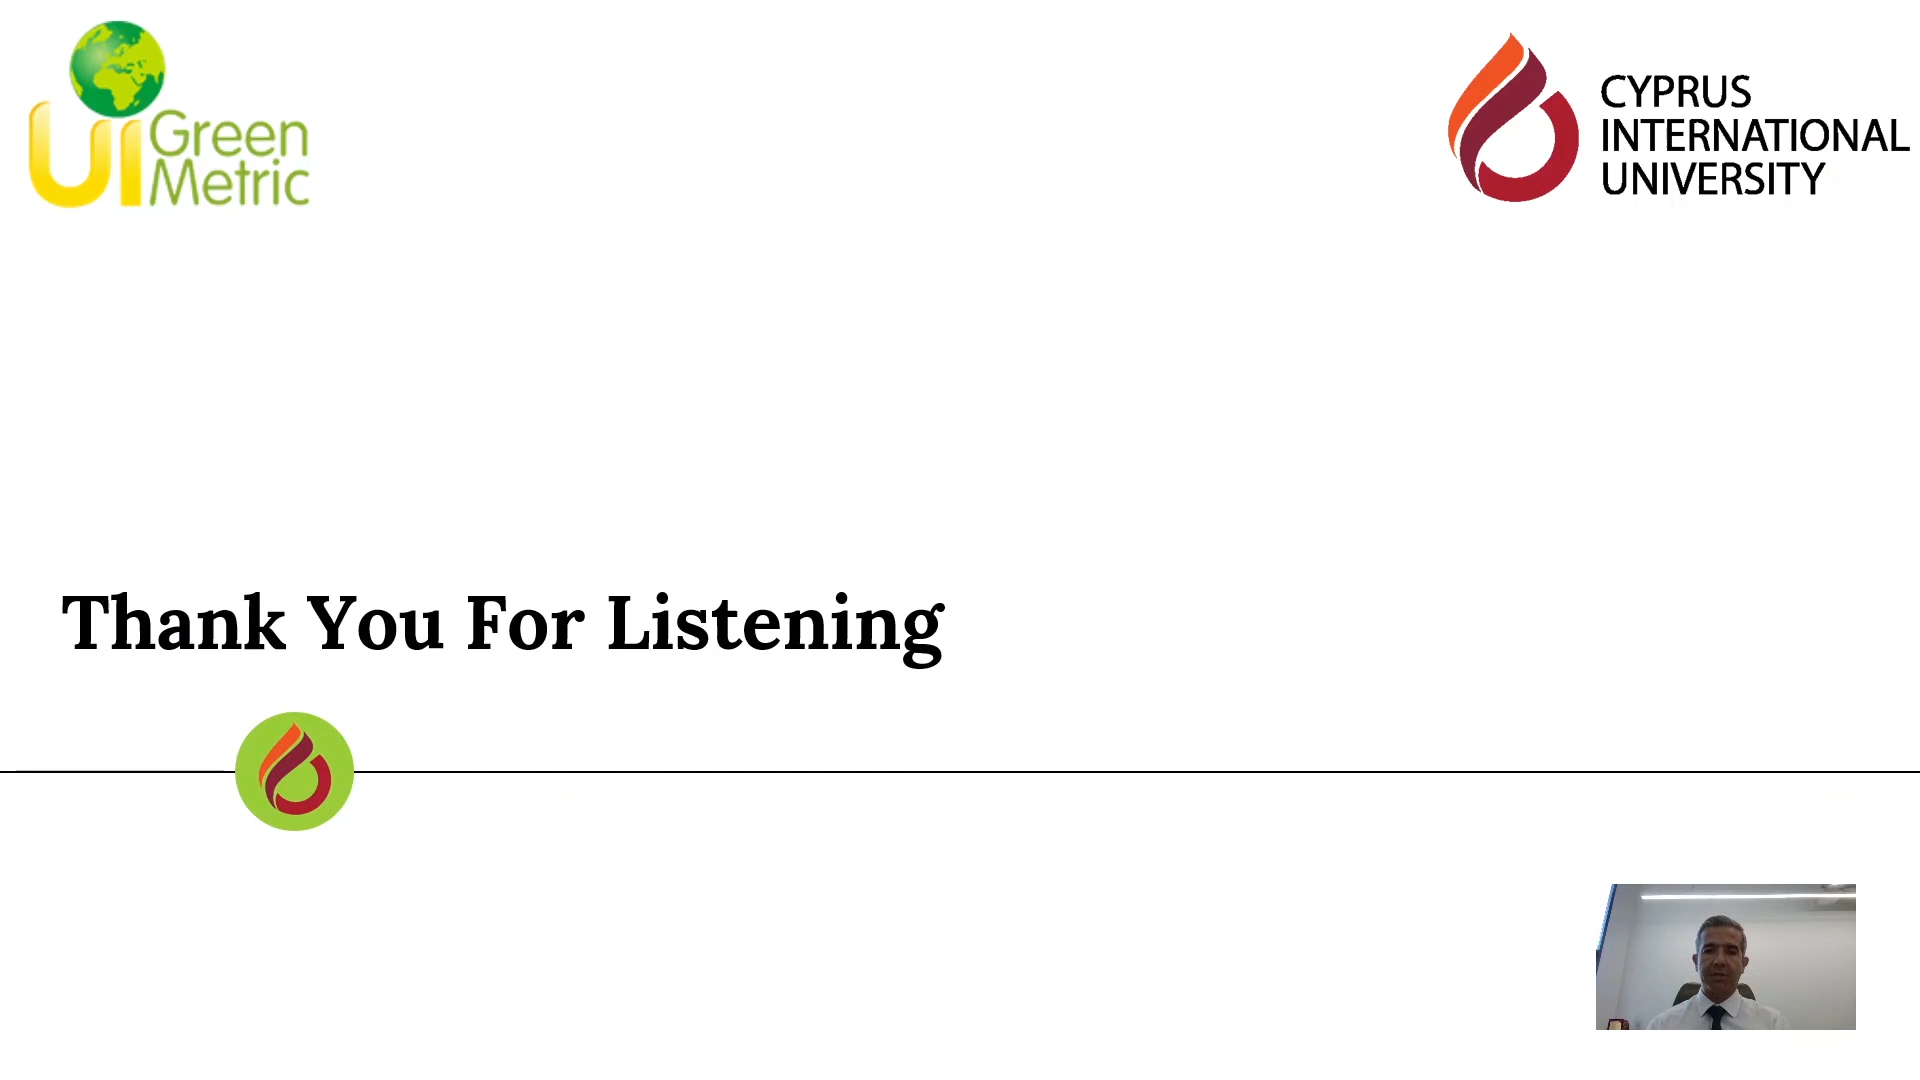 UI Green
Metric
CYPRUS
INTERNATIONAL
UNIVERSITY
Thank You For Listening